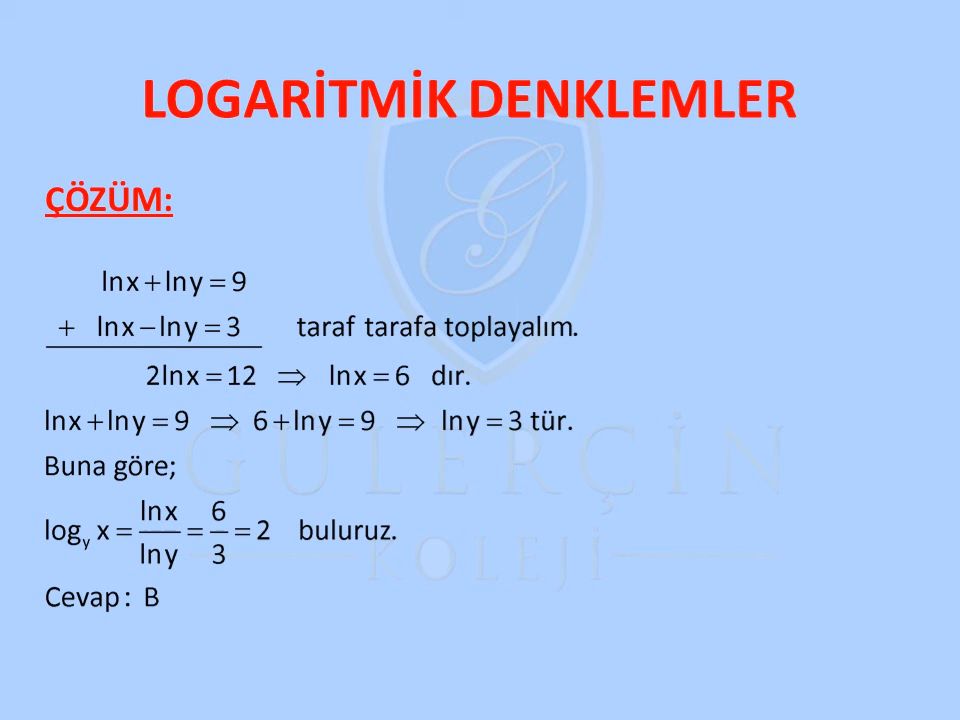 LOGARİTMİK DENKLEMLER
ÇÖZÜM:
lnx + lny = 9
+ lnx − lny = 3 taraf tarafa toplayalım.
2lnx = 12 ⇒ lnx = 6 dır.
lnx + lny = 9 ⇒ 6 + lny = 9 ⇒ lny = 3 tür.
Buna göre;
log_y x = lnx/lny = 6/3 = 2 buluruz.
Cevap: B
GÜLERÇİN
KOLEJİ